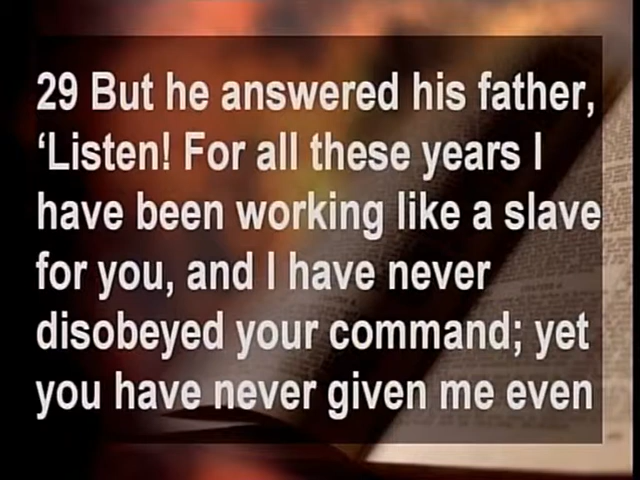 29 But he answered his father,
‘Listen! For all these years I
have been working like a slave
for you, and I have never
disobeyed your command; yet
you have never given me even